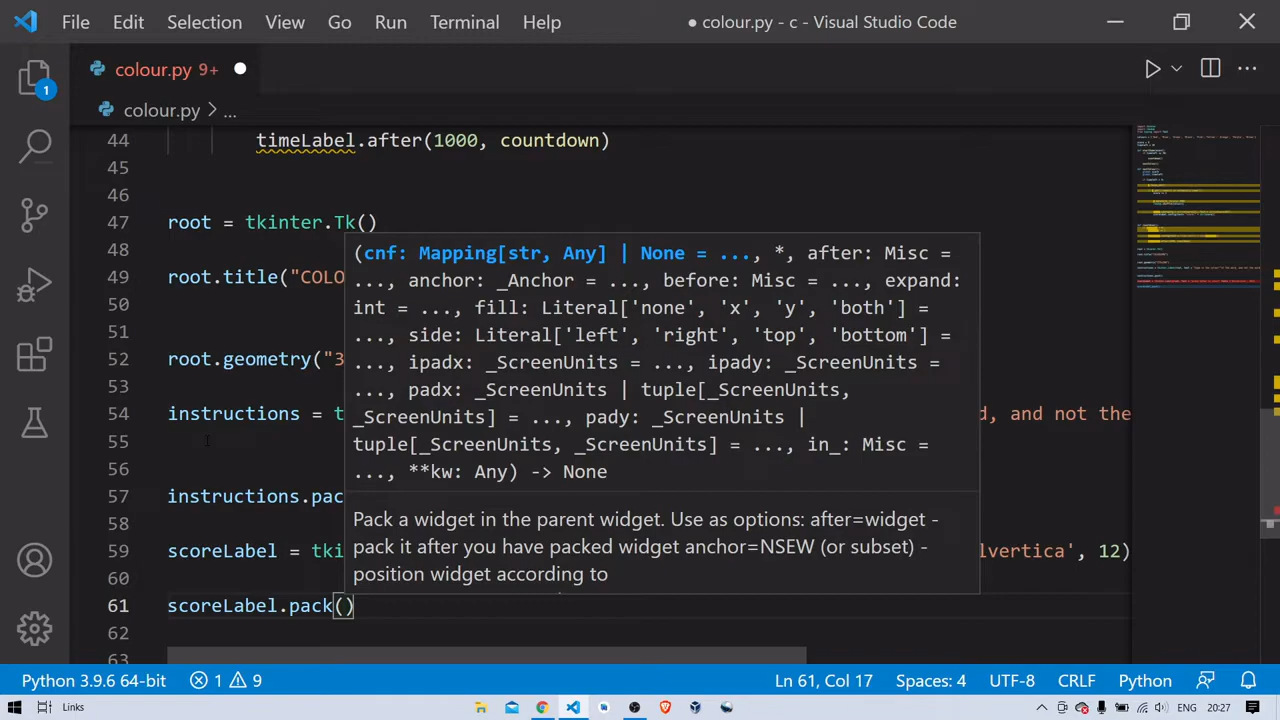 File Edit Selection View Go Run Terminal Help ● colour.py - c - Visual Studio Code
colour.py 9+
1
colour.py > ...
44 timeLabel.after(1000, countdown)
45
46
47 root = tkinter.Tk()
48
49 root.title("COLO
50
51
52 root.geometry("3
53
54 instructions = t d, and not the
55
56
57 instructions.pac
58
59 scoreLabel = tki lvertica', 12)
60
61 scoreLabel.pack()
62
63
(cnf: Mapping[str, Any] | None = ..., *, after: Misc =
..., anchor: _Anchor = ..., before: Misc = ..., expand:
int = ..., fill: Literal['none', 'x', 'y', 'both'] =
..., side: Literal['left', 'right', 'top', 'bottom'] =
..., ipadx: _ScreenUnits = ..., ipady: _ScreenUnits =
..., padx: _ScreenUnits | tuple[_ScreenUnits,
_ScreenUnits] = ..., pady: _ScreenUnits |
tuple[_ScreenUnits, _ScreenUnits] = ..., in_: Misc =
..., **kw: Any) -> None
Pack a widget in the parent widget. Use as options: after=widget -
pack it after you have packed widget anchor=NSEW (or subset) -
position widget according to
Python 3.9.6 64-bit 1 9 Ln 61, Col 17 Spaces: 4 UTF-8 CRLF Python
Links ENG 20:27